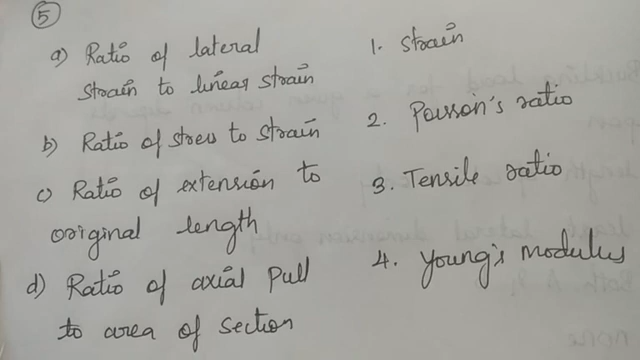 5
a) Ratio of lateral
strain to linear strain
b) Ratio of stress to strain
c) Ratio of extension to
original length
d) Ratio of axial pull
to area of section
1. Strain
2. Poisson's ratio
3. Tensile ratio
4. Young's modulus